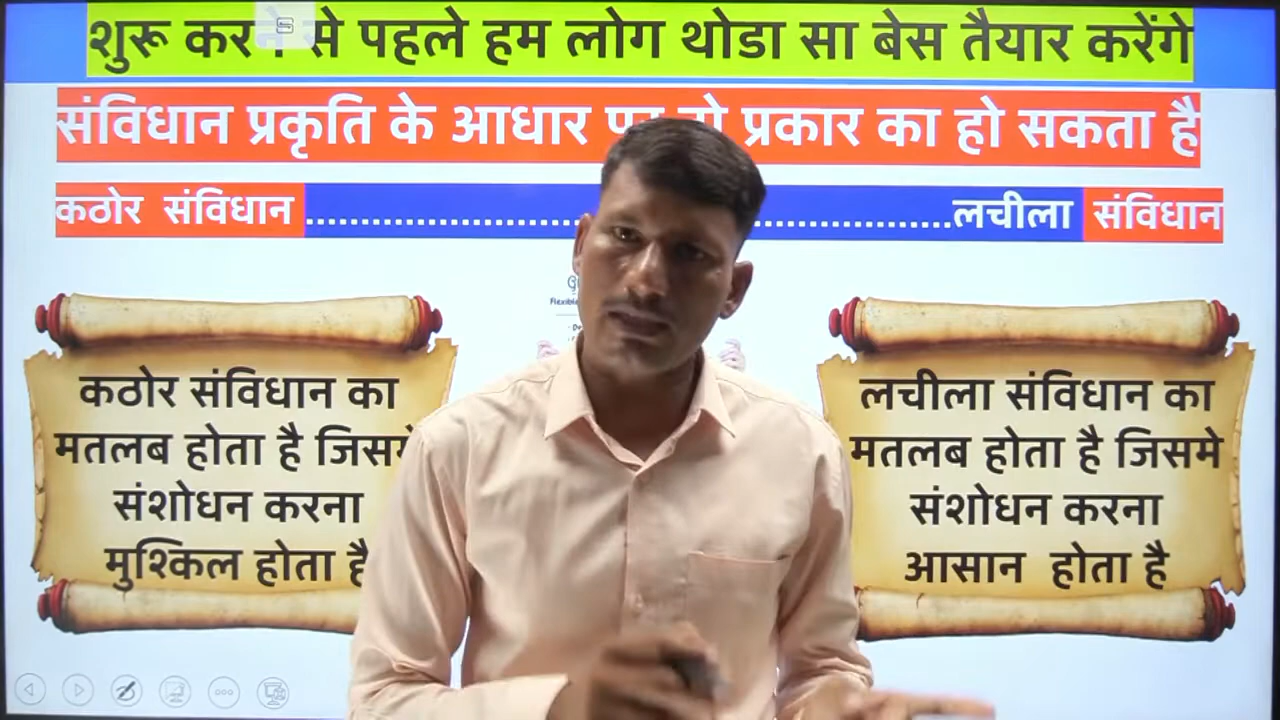 शुरू कर से पहले हम लोग थोडा सा बेस तैयार करेंगे
संविधान प्रकृति के आधार प्रकार का हो सकता है
कठोर संविधान ...................................................लचीला संविधान
कठोर संविधान का
मतलब होता है
संशोधन करना
मुश्किल होता है
लचीला संविधान का
मतलब होता है जिसमे
संशोधन करना
आसान होता है